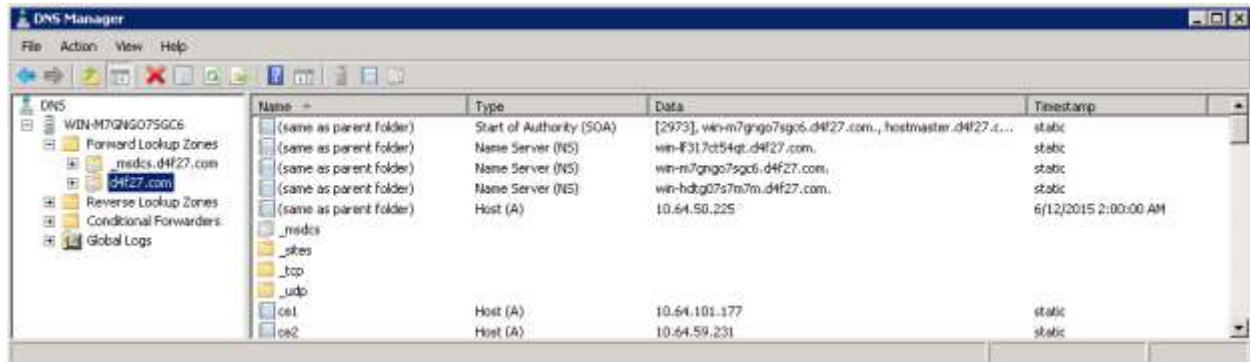 DNS Manager
File Action View Help
DNS
WIN-M7GNGO7SGC6
Forward Lookup Zones
_msdcs.d4f27.com
d4f27.com
Reverse Lookup Zones
Conditional Forwarders
Global Logs
Name Type Data Timestamp
(same as parent folder) Start of Authority (SOA) [2973], win-m7gngo7sgc6.d4f27.com., hostmaster.d4f27.c... static
(same as parent folder) Name Server (NS) win-lf317ct54qt.d4f27.com. static
(same as parent folder) Name Server (NS) win-m7gngo7sgc6.d4f27.com. static
(same as parent folder) Name Server (NS) win-hdtg07s7m7m.d4f27.com. static
(same as parent folder) Host (A) 10.64.50.225 6/12/2015 2:00:00 AM
_msdcs
_sites
_tcp
_udp
ce1 Host (A) 10.64.101.177 static
ce2 Host (A) 10.64.59.231 static